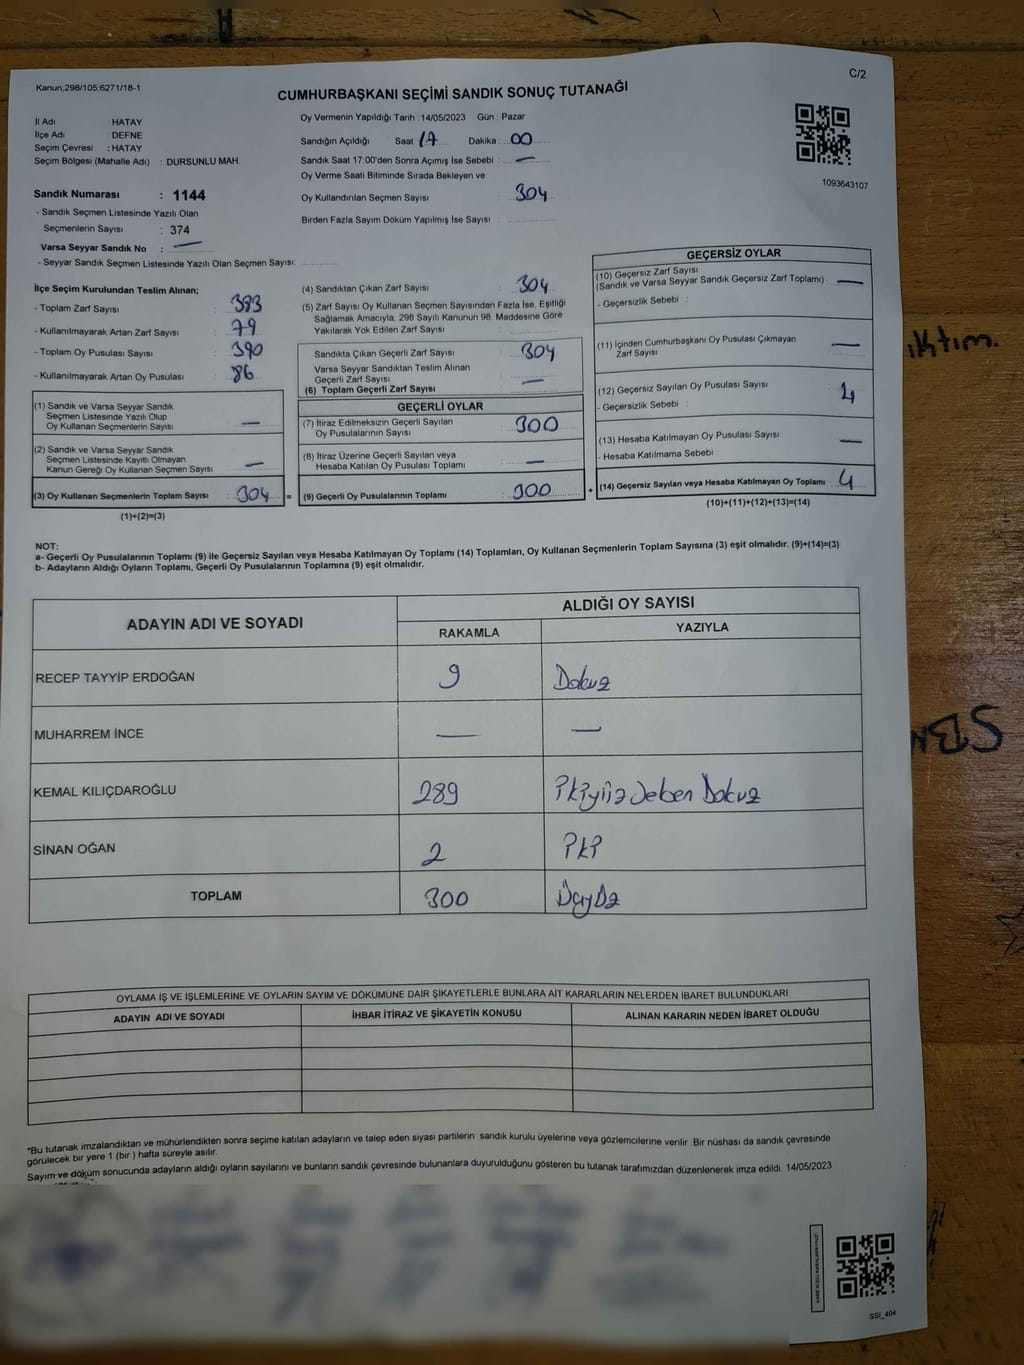 Kanun;298/105;6271/18-1
C/2
CUMHURBAŞKANI SEÇİMİ SANDIK SONUÇ TUTANAĞI
İl Adı : HATAY
İlçe Adı : DEFNE
Seçim Çevresi : HATAY
Seçim Bölgesi (Mahalle Adı) : DURSUNLU MAH.
Sandık Numarası : 1144
- Sandık Seçmen Listesinde Yazılı Olan
Seçmenlerin Sayısı : 374
Varsa Seyyar Sandık No : —
- Seyyar Sandık Seçmen Listesinde Yazılı Olan Seçmen Sayısı:
Oy Vermenin Yapıldığı Tarih : 14/05/2023 Gün : Pazar
Sandığın Açıldığı Saat 17 Dakika : 00
Sandık Saat 17:00'den Sonra Açımış İse Sebebi : —
Oy Verme Saati Bitiminde Sırada Bekleyen ve
Oy Kullandırılan Seçmen Sayısı : 304
Birden Fazla Sayım Döküm Yapılmış İse Sayısı :
1093643107
İlçe Seçim Kurulundan Teslim Alınan;
- Toplam Zarf Sayısı : 383
- Kullanılmayarak Artan Zarf Sayısı : 79
- Toplam Oy Pusulası Sayısı : 390
- Kullanılmayarak Artan Oy Pusulası : 86
(1) Sandık ve Varsa Seyyar Sandık
Seçmen Listesinde Yazılı Olup
Oy Kullanan Seçmenlerin Sayısı : —
(2) Sandık ve Varsa Seyyar Sandık
Seçmen Listesinde Kayıtlı Olmayan
Kanun Gereği Oy Kullanan Seçmen Sayısı : —
(3) Oy Kullanan Seçmenlerin Toplam Sayısı : 304 =
(1)+(2)=(3)
(4) Sandıktan Çıkan Zarf Sayısı : 304
(5) Zarf Sayısı Oy Kullanan Seçmen Sayısından Fazla İse, Eşitliği
Sağlamak Amacıyla; 298 Sayılı Kanunun 98. Maddesine Göre
Yakılarak Yok Edilen Zarf Sayısı :
Sandıkta Çıkan Geçerli Zarf Sayısı : 304
Varsa Seyyar Sandıktan Teslim Alınan
Geçerli Zarf Sayısı : —
(6) Toplam Geçerli Zarf Sayısı
GEÇERLİ OYLAR
(7) İtiraz Edilmeksizin Geçerli Sayılan
Oy Pusulalarının Sayısı : 300
(8) İtiraz Üzerine Geçerli Sayılan veya
Hesaba Katılan Oy Pusulası Toplamı : —
(9) Geçerli Oy Pusulalarının Toplamı : 300 +
GEÇERSİZ OYLAR
(10) Geçersiz Zarf Sayısı
(Sandık ve Varsa Seyyar Sandık Geçersiz Zarf Toplamı) : —
- Geçersizlik Sebebi :
(11) İçinden Cumhurbaşkanı Oy Pusulası Çıkmayan
Zarf Sayısı : —
(12) Geçersiz Sayılan Oy Pusulası Sayısı : 4
- Geçersizlik Sebebi :
(13) Hesaba Katılmayan Oy Pusulası Sayısı : —
- Hesaba Katılmama Sebebi :
(14) Geçersiz Sayılan veya Hesaba Katılmayan Oy Toplamı : 4
(10)+(11)+(12)+(13)=(14)
iktim.
NOT:
a- Geçerli Oy Pusulalarının Toplamı (9) ile Geçersiz Sayılan veya Hesaba Katılmayan Oy Toplamı (14) Toplamları, Oy Kullanan Seçmenlerin Toplam Sayısına (3) eşit olmalıdır. (9)+(14)=(3)
b- Adayların Aldığı Oyların Toplamı, Geçerli Oy Pusulalarının Toplamına (9) eşit olmalıdır.
ADAYIN ADI VE SOYADI ALDIĞI OY SAYISI
RAKAMLA YAZIYLA
RECEP TAYYİP ERDOĞAN 9 Dokuz
MUHARREM İNCE — —
KEMAL KILIÇDAROĞLU 289 İkiyüz seksen Dokuz
SİNAN OĞAN 2 İki
TOPLAM 300 Üçyüz
OYLAMA İŞ VE İŞLEMLERİNE VE OYLARIN SAYIM VE DÖKÜMÜNE DAİR ŞİKAYETLERLE BUNLARA AİT KARARLARIN NELERDEN İBARET BULUNDUKLARI
ADAYIN ADI VE SOYADI İHBAR İTİRAZ VE ŞİKAYETİN KONUSU ALINAN KARARIN NEDEN İBARET OLDUĞU
*Bu tutanak imzalandıktan ve mühürlendikten sonra seçime katılan adayların ve talep eden siyasi partilerin sandık kurulu üyelerine veya gözlemcilerine verilir .Bir nüshası da sandık çevresinde
görülecek bir yere 1 (bir ) hafta süreyle asılır.
Sayım ve döküm sonucunda adayların aldığı oyların sayılarını ve bunların sandık çevresinde bulunanlara duyurulduğunu gösteren bu tutanak tarafımızdan düzenlenerek imza edildi. 14/05/2023
SSI_404